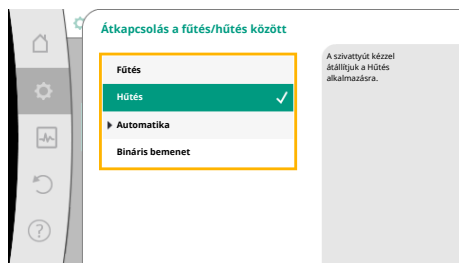 Átkapcsolás a fűtés/hűtés között
Fűtés
Hűtés
Automatika
Bináris bemenet
A szivattyút kézzel
átállítjuk a Hűtés
alkalmazásra.